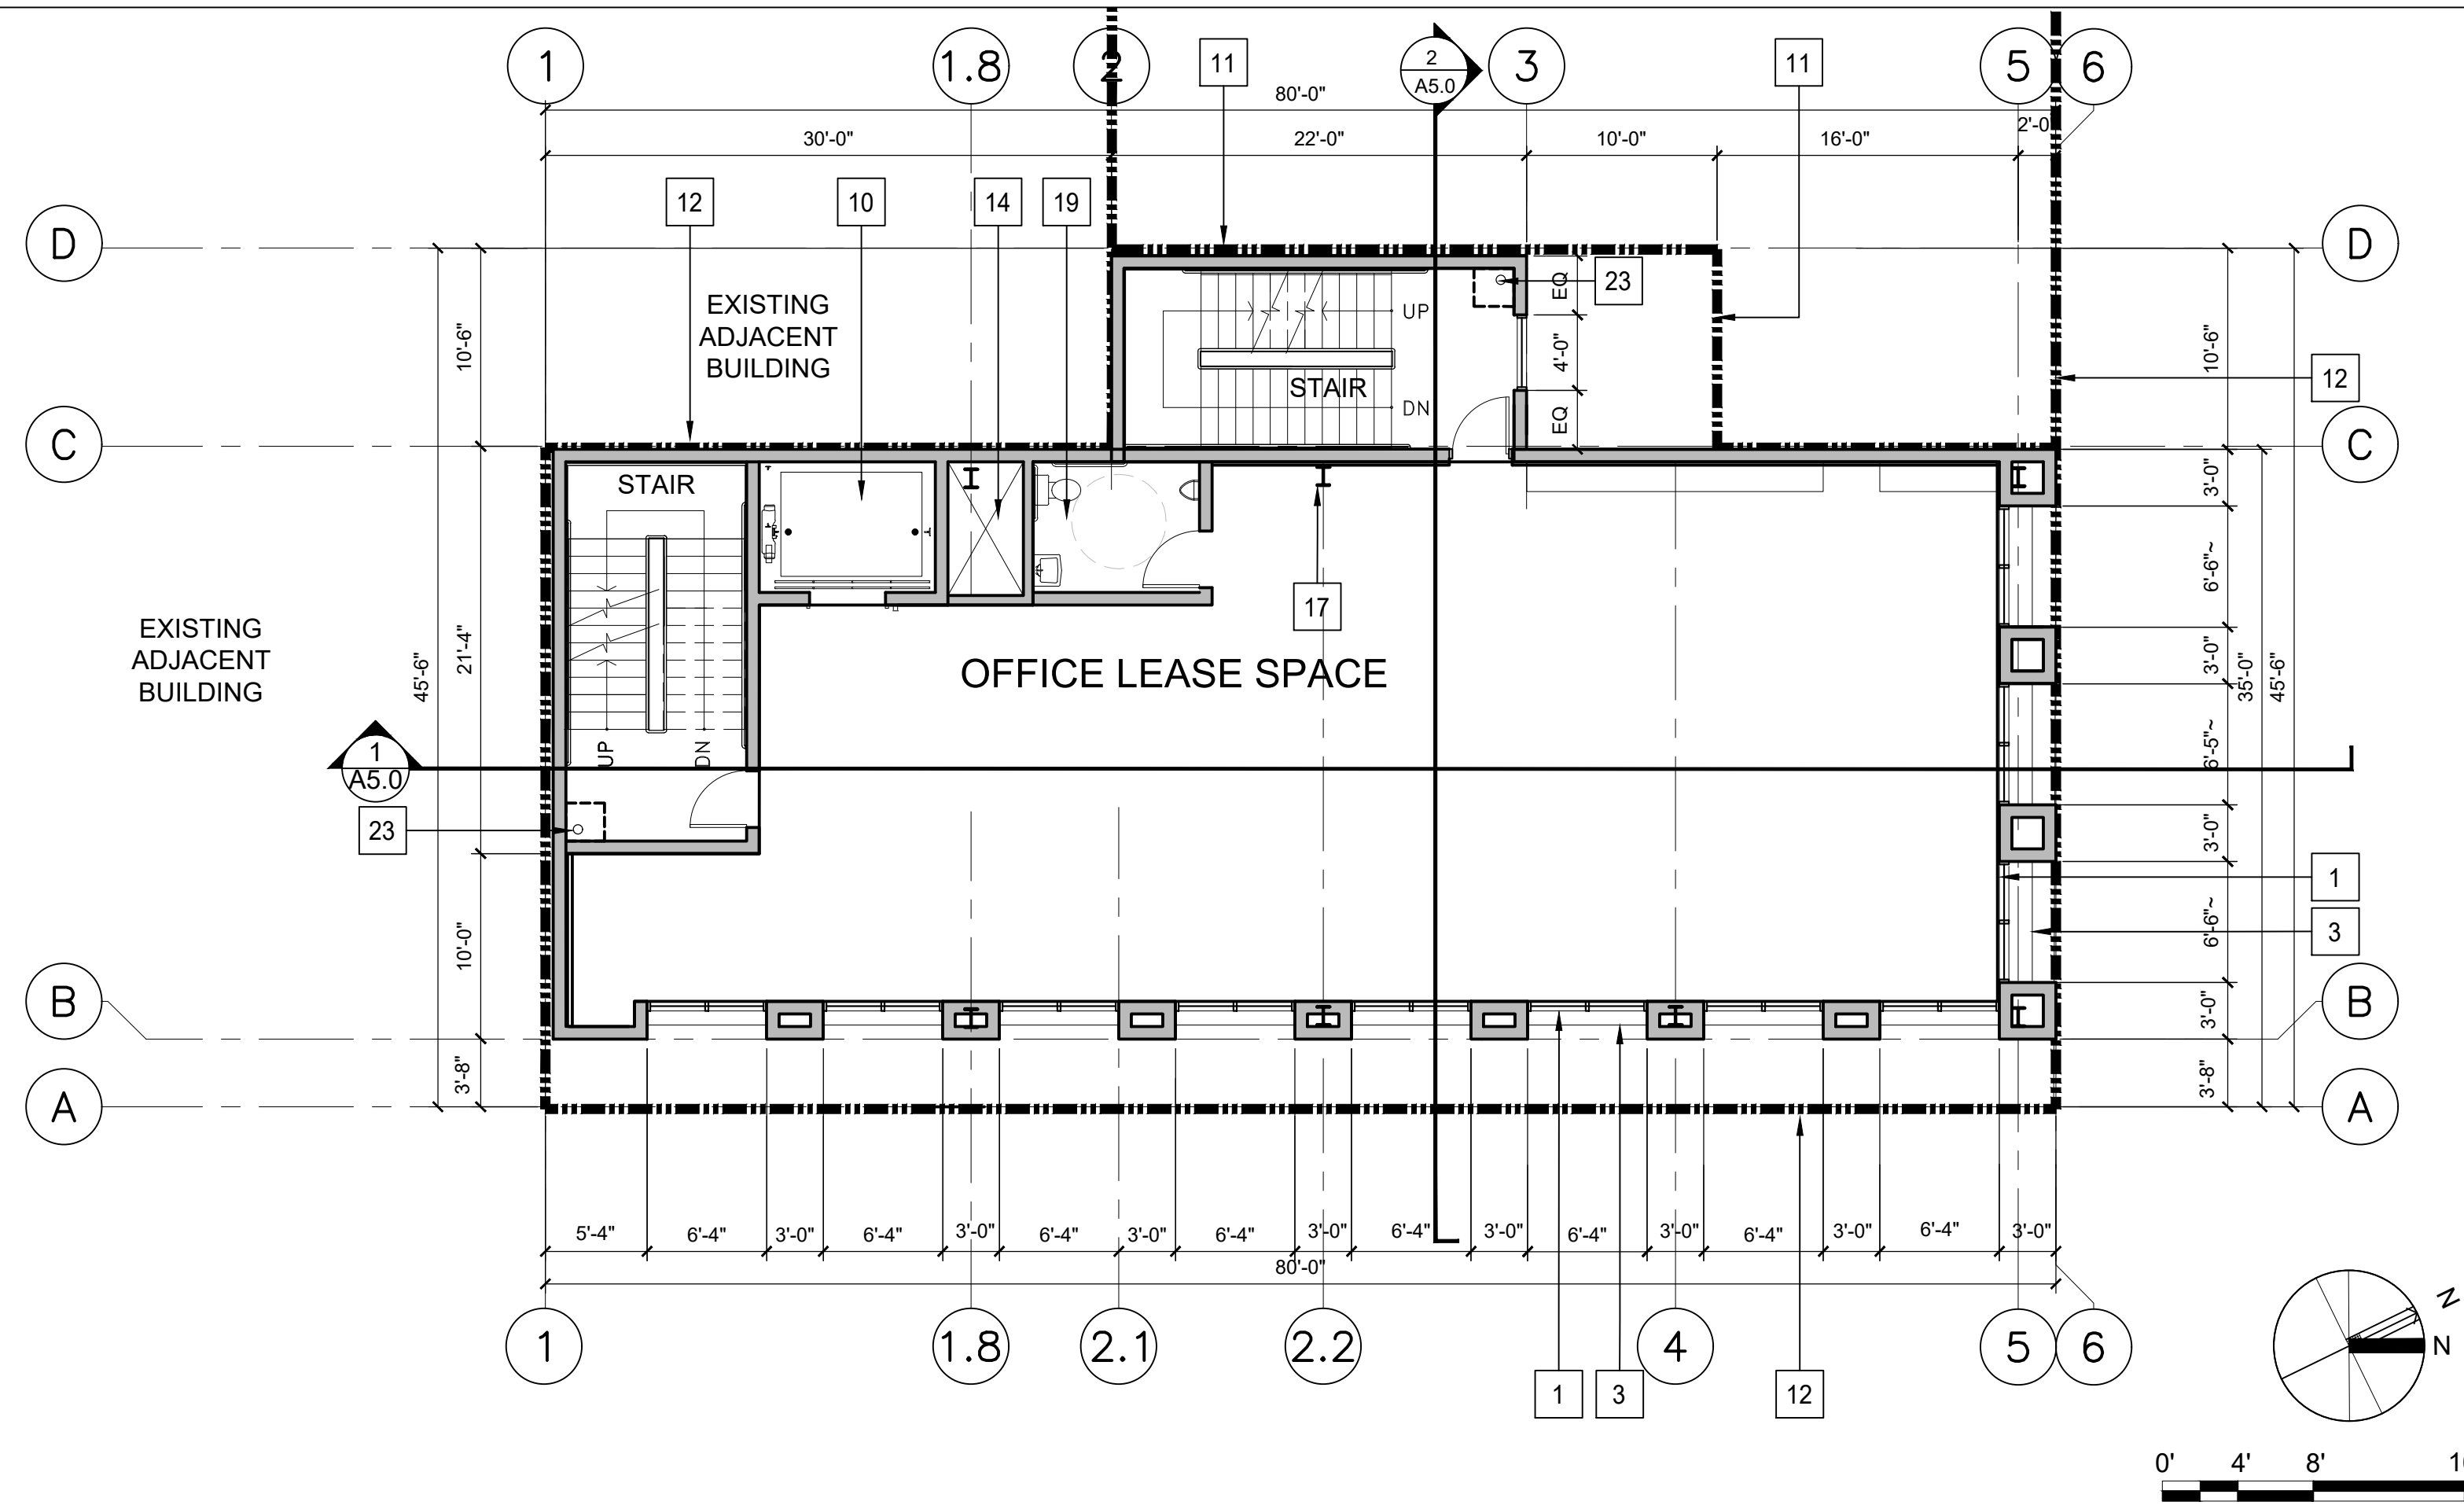 1
1.8
2
11
2
A5.0
3
11
5
6
80'-0"
30'-0"
22'-0"
10'-0"
16'-0"
2'-0
12
10
14
19
D
D
EXISTING
ADJACENT
BUILDING
UP
STAIR
DN
23
EQ
4'-0"
EQ
10'-6"
10'-6"
12
C
C
STAIR
UP
DN
17
OFFICE LEASE SPACE
EXISTING
ADJACENT
BUILDING
45'-6"
21'-4"
10'-0"
3'-8"
1
A5.0
23
3'-0"
6'-6"~
3'-0"
6'-5"~
3'-0"
6'-6"~
3'-0"
3'-8"
35'-0"
45'-6"
1
3
B
B
A
A
5'-4"
6'-4"
3'-0"
6'-4"
3'-0"
6'-4"
3'-0"
6'-4"
3'-0"
6'-4"
3'-0"
6'-4"
3'-0"
6'-4"
3'-0"
6'-4"
3'-0"
80'-0"
1
1.8
2.1
2.2
4
5
6
1
3
12
N
N
0'
4'
8'